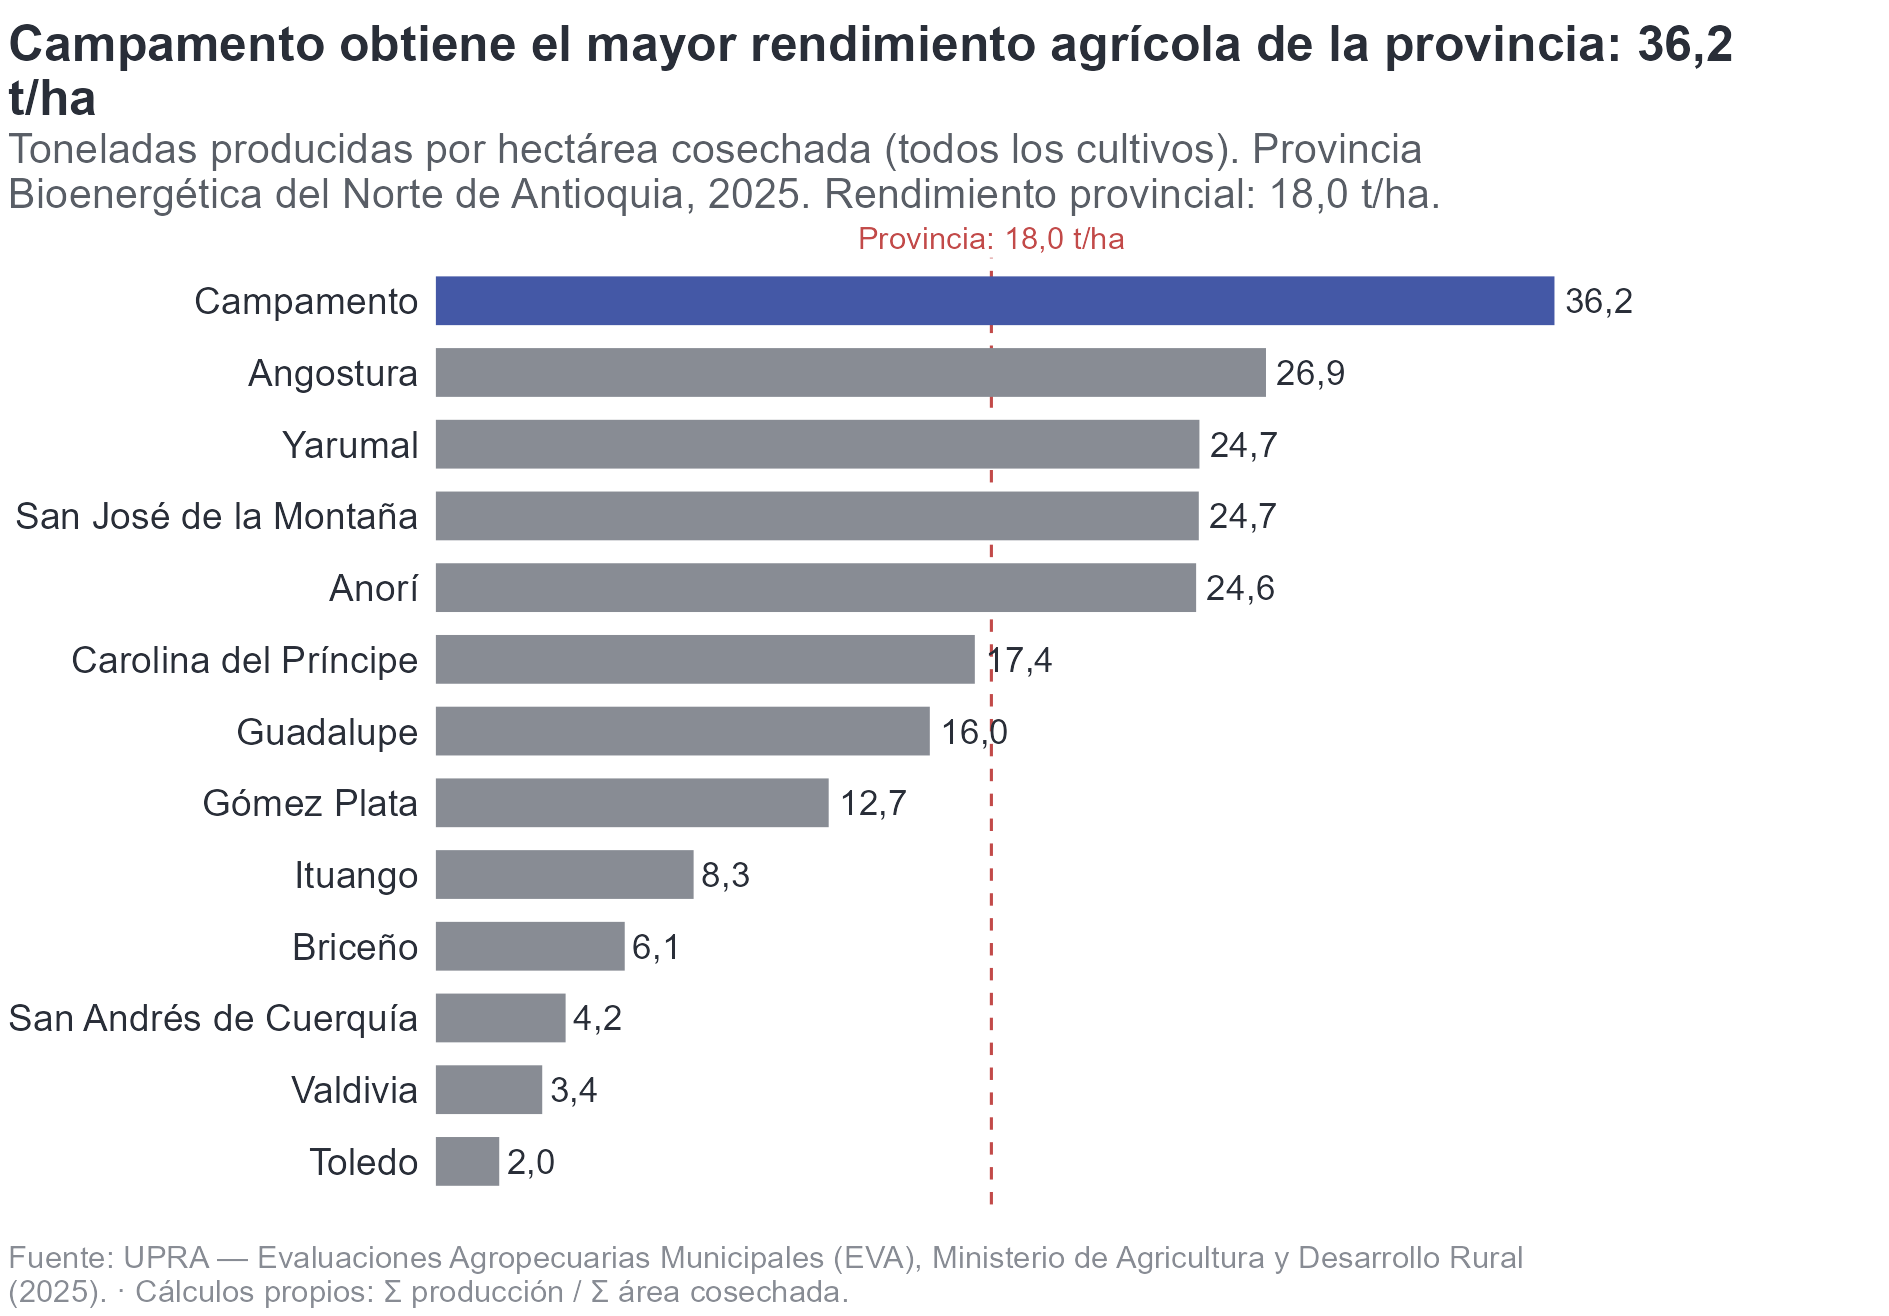 Campamento obtiene el mayor rendimiento agrícola de la provincia: 36,2
t/ha
Toneladas producidas por hectárea cosechada (todos los cultivos). Provincia
Bioenergética del Norte de Antioquia, 2025. Rendimiento provincial: 18,0 t/ha.
Provincia: 18,0 t/ha
Campamento 36,2
Angostura 26,9
Yarumal 24,7
San José de la Montaña 24,7
Anorí 24,6
Carolina del Príncipe 17,4
Guadalupe 16,0
Gómez Plata 12,7
Ituango 8,3
Briceño 6,1
San Andrés de Cuerquía 4,2
Valdivia 3,4
Toledo 2,0
Fuente: UPRA — Evaluaciones Agropecuarias Municipales (EVA), Ministerio de Agricultura y Desarrollo Rural
(2025). · Cálculos propios: Σ producción / Σ área cosechada.